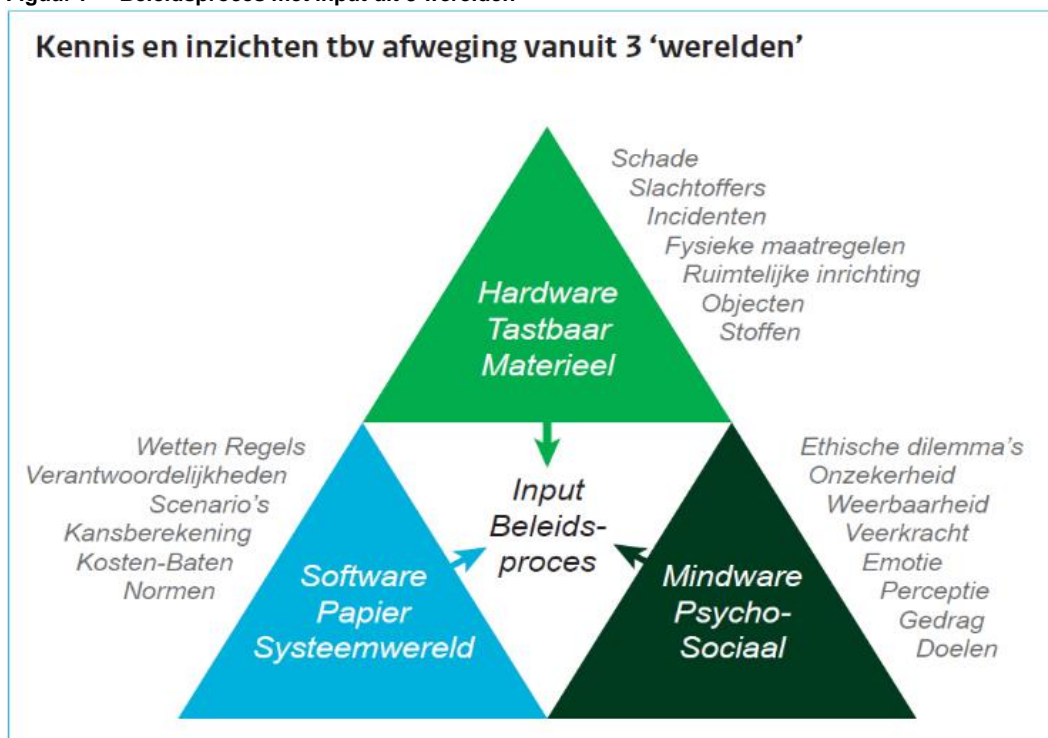 Kennis en inzichten tbv afweging vanuit 3 ‘werelden’
Schade
Slachtoffers
Incidenten
Fysieke maatregelen
Ruimtelijke inrichting
Objecten
Stoffen
Hardware
Tastbaar
Materieel
Wetten Regels
Verantwoordelijkheden
Scenario’s
Kansberekening
Kosten-Baten
Normen
Input
Beleids-
proces
Ethische dilemma’s
Onzekerheid
Weerbaarheid
Veerkracht
Emotie
Perceptie
Gedrag
Doelen
Software
Papier
Systeemwereld
Mindware
Psycho-
Sociaal